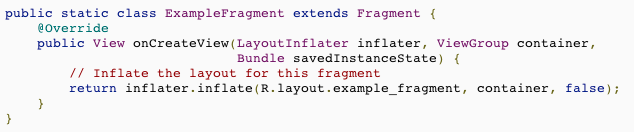 public static class ExampleFragment extends Fragment {
    @Override
    public View onCreateView(LayoutInflater inflater, ViewGroup container,
                             Bundle savedInstanceState) {
        // Inflate the layout for this fragment
        return inflater.inflate(R.layout.example_fragment, container, false);
    }
}